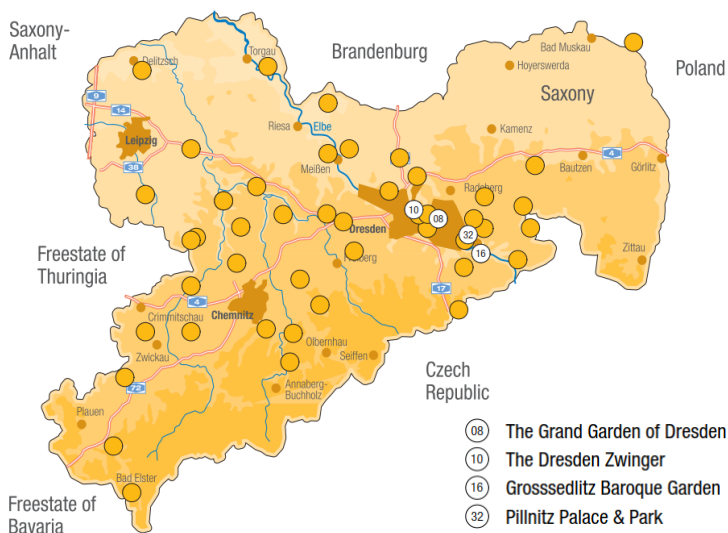 Saxony-
Anhalt
Brandenburg
Poland
Saxony
Freestate of
Thuringia
Czech
Republic
Freestate of
Bavaria
Delitzsch
Torgau
Bad Muskau
Hoyerswerda
9
14
Leipzig
38
Riesa
Elbe
Kamenz
4
Meißen
Bautzen
Görlitz
Radeberg
10
08
32
16
Dresden
Freiberg
Zittau
17
4
Crimmitschau
Chemnitz
Zwickau
Olbernhau
Seiffen
72
Annaberg-
Buchholz
Plauen
Bad Elster
08 The Grand Garden of Dresden
10 The Dresden Zwinger
16 Grosssedlitz Baroque Garden
32 Pillnitz Palace & Park